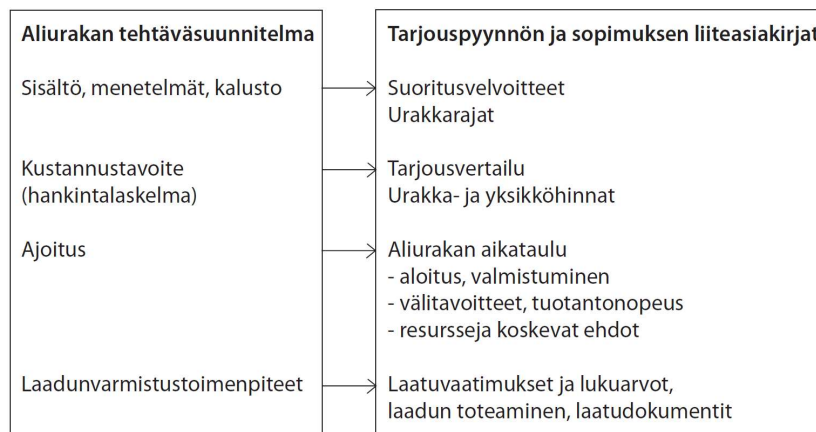 Aliurakan tehtäväsuunnitelma
Sisältö, menetelmät, kalusto
Kustannustavoite
(hankintalaskelma)
Ajoitus
Laadunvarmistustoimenpiteet
Tarjouspyynnön ja sopimuksen liiteasiakirjat
Suoritusvelvoitteet
Urakkarajat
Tarjousvertailu
Urakka- ja yksikköhinnat
Aliurakan aikataulu
- aloitus, valmistuminen
- välitavoitteet, tuotantonopeus
- resursseja koskevat ehdot
Laatuvaatimukset ja lukuarvot,
laadun toteaminen, laatudokumentit